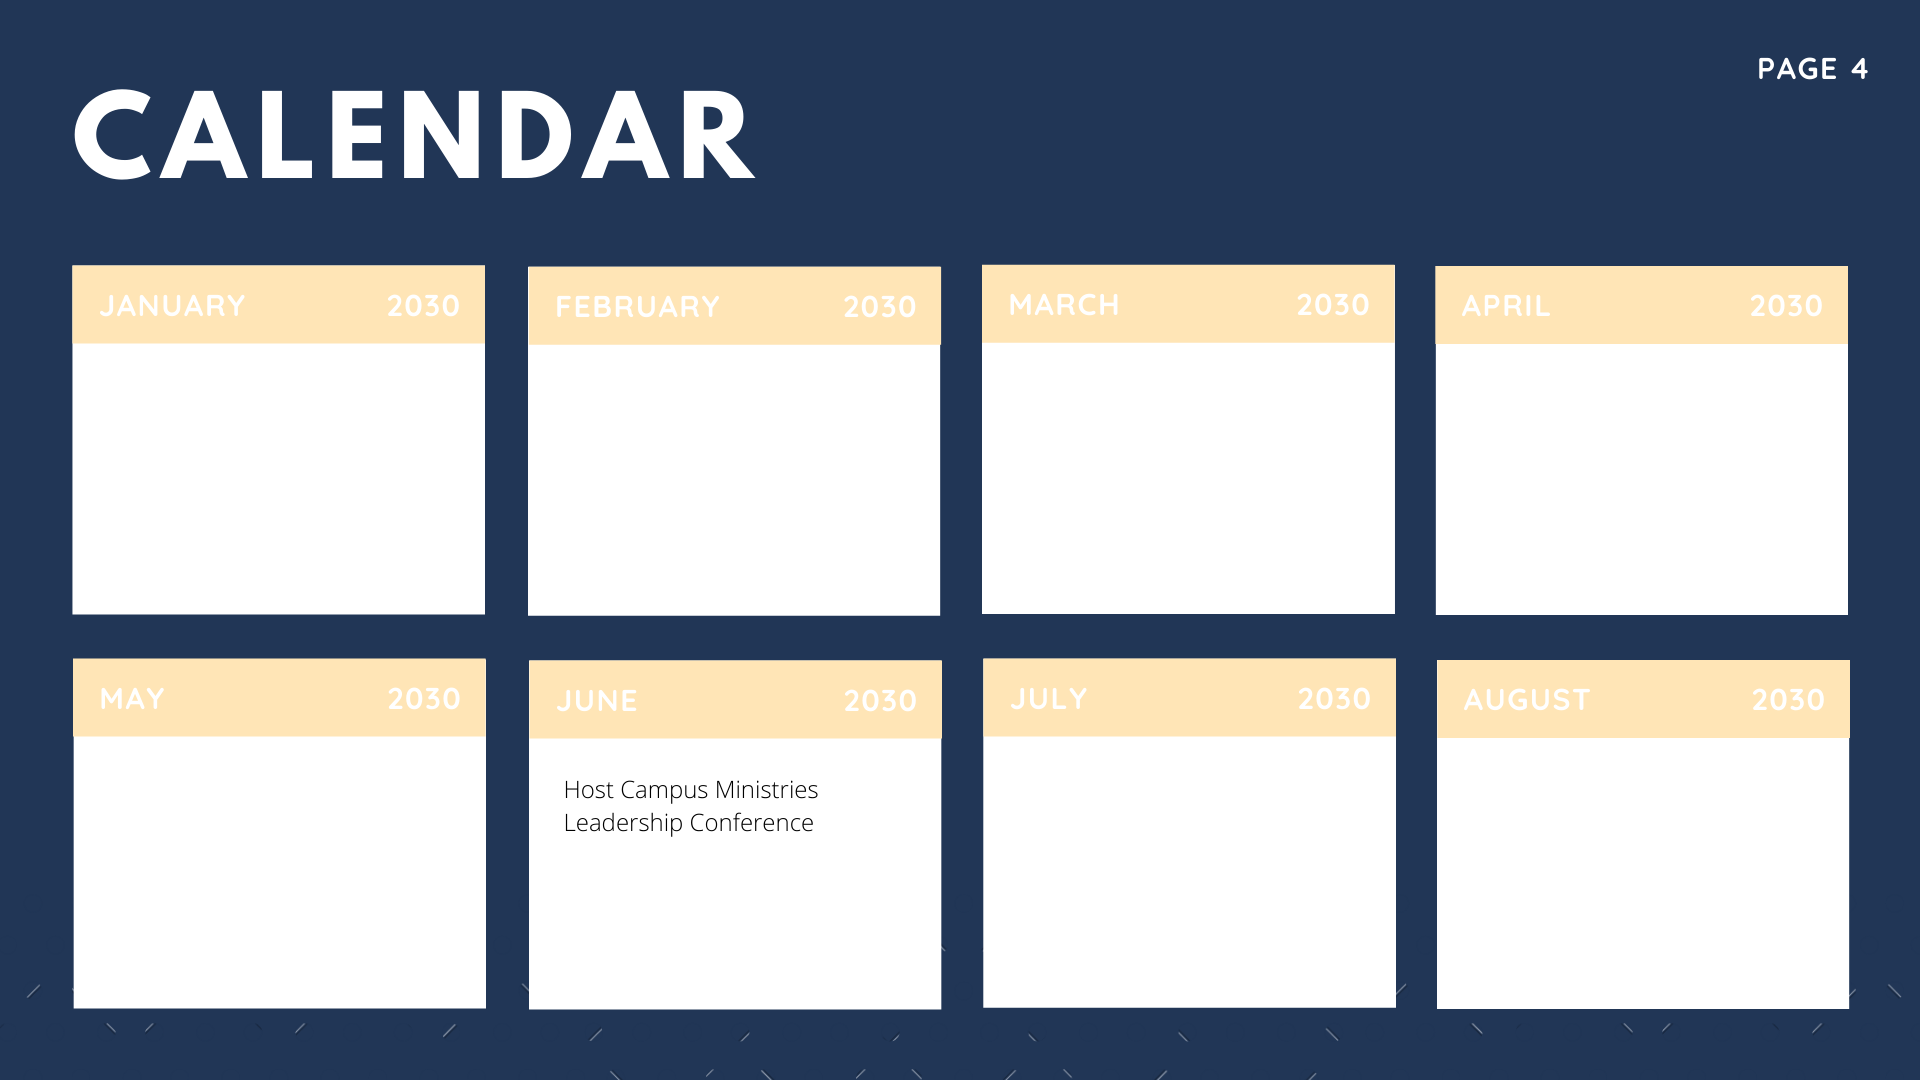 PAGE 4
CALENDAR
JANUARY 2030
FEBRUARY 2030
MARCH 2030
APRIL 2030
MAY 2030
JUNE 2030
Host Campus Ministries
Leadership Conference
JULY 2030
AUGUST 2030